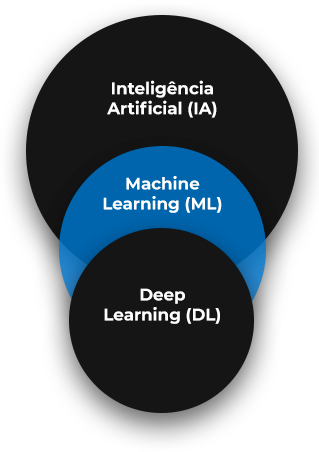 Inteligência
Artificial (IA)
Machine
Learning (ML)
Deep
Learning (DL)